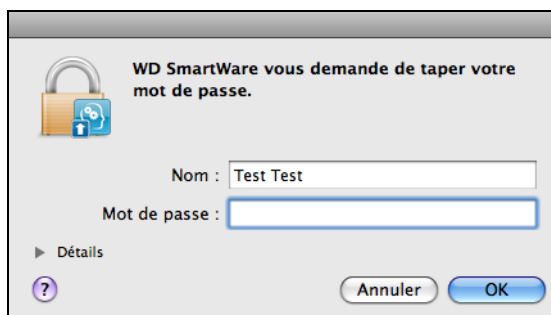 WD SmartWare vous demande de taper votre
mot de passe.
Nom : Test Test
Mot de passe :
Détails
?
Annuler
OK